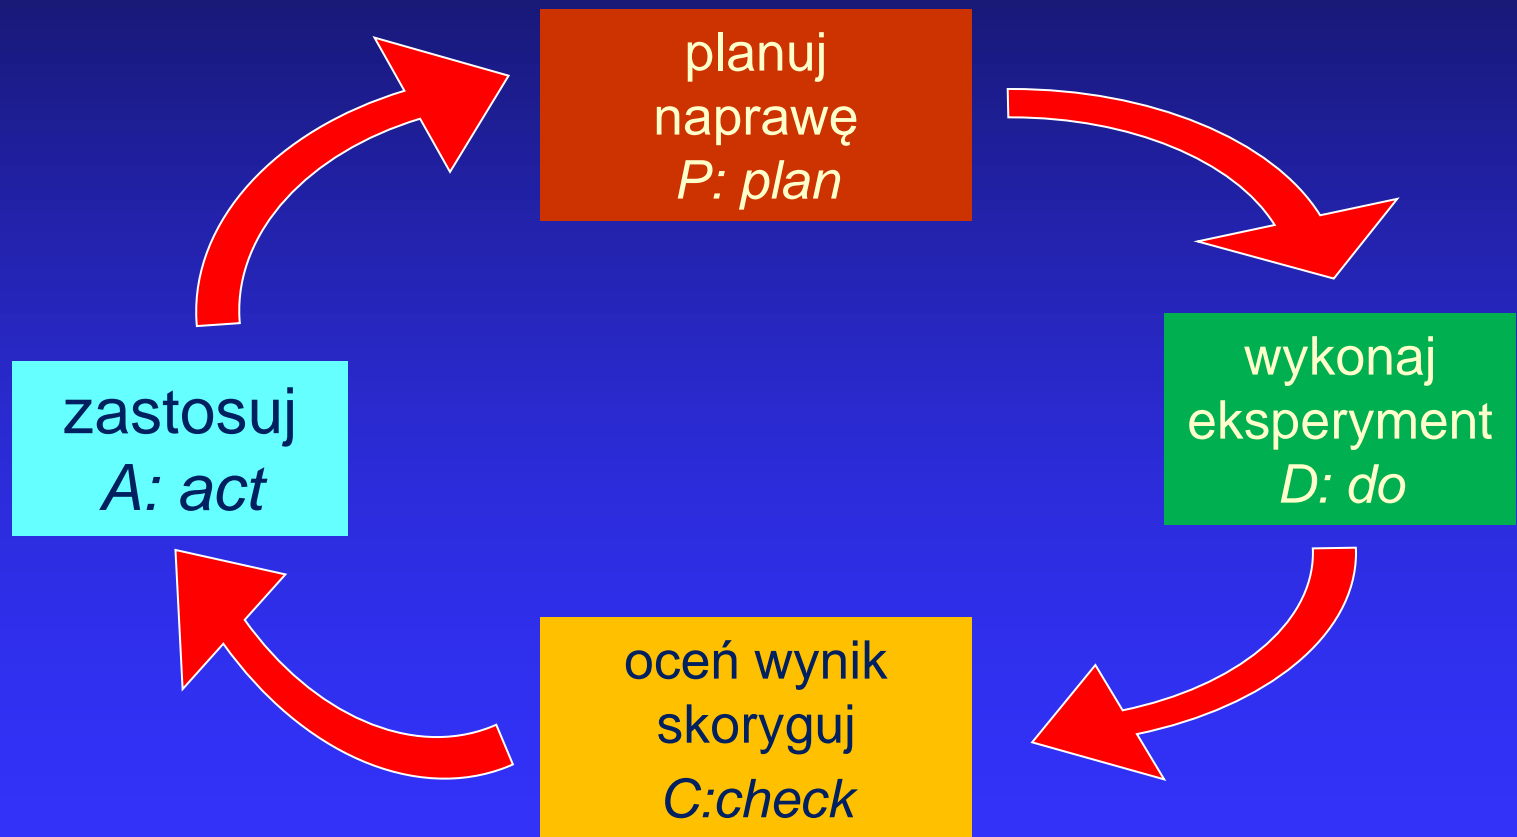 planuj
naprawę
P: plan
wykonaj
eksperyment
D: do
oceń wynik
skoryguj
C:check
zastosuj
A: act